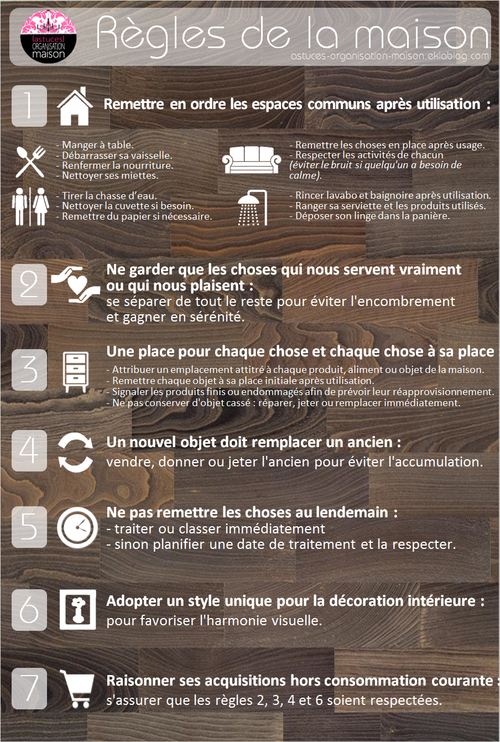 (astuces)
ORGANISATION
MAISON
Règles de la maison
astuces-organisation-maison.eklablog.com
1
Remettre en ordre les espaces communs après utilisation :
- Manger à table.
- Débarrasser sa vaisselle.
- Renfermer la nourriture.
- Nettoyer ses miettes.
- Remettre les choses en place après usage.
- Respecter les activités de chacun
(éviter le bruit si quelqu'un a besoin de
calme).
- Tirer la chasse d'eau.
- Nettoyer la cuvette si besoin.
- Remettre du papier si nécessaire.
- Rincer lavabo et baignoire après utilisation.
- Ranger sa serviette et les produits utilisés.
- Déposer son linge dans la panière.
2
Ne garder que les choses qui nous servent vraiment
ou qui nous plaisent :
se séparer de tout le reste pour éviter l'encombrement
et gagner en sérénité.
3
Une place pour chaque chose et chaque chose à sa place
- Attribuer un emplacement attitré à chaque produit, aliment ou objet de la maison.
- Remettre chaque objet à sa place initiale après utilisation.
- Signaler les produits finis ou endommagés afin de prévoir leur réapprovisionnement.
- Ne pas conserver d'objet cassé : réparer, jeter ou remplacer immédiatement.
4
Un nouvel objet doit remplacer un ancien :
vendre, donner ou jeter l'ancien pour éviter l'accumulation.
5
Ne pas remettre les choses au lendemain :
- traiter ou classer immédiatement
- sinon planifier une date de traitement et la respecter.
6
Adopter un style unique pour la décoration intérieure :
pour favoriser l'harmonie visuelle.
7
Raisonner ses acquisitions hors consommation courante :
s'assurer que les règles 2, 3, 4 et 6 soient respectées.